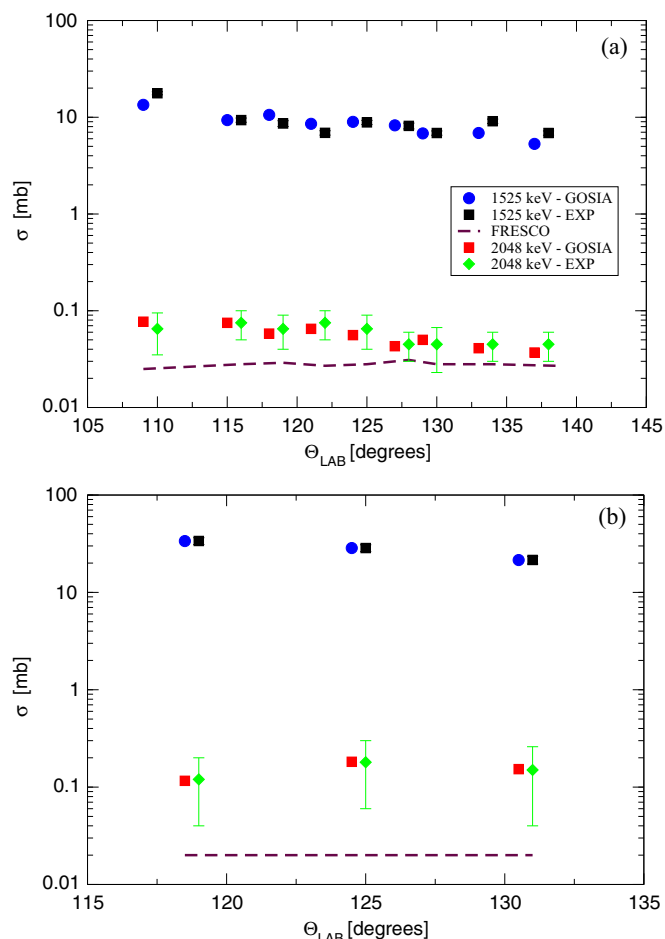 100
(a)
10
σ [mb]
1
1525 keV - GOSIA
1525 keV - EXP
FRESCO
2048 keV - GOSIA
2048 keV - EXP
0.1
0.01
105 110 115 120 125 130 135 140 145
Θ LAB [degrees]
100
(b)
10
σ [mb]
1
0.1
0.01
115 120 125 130 135
Θ LAB [degrees]